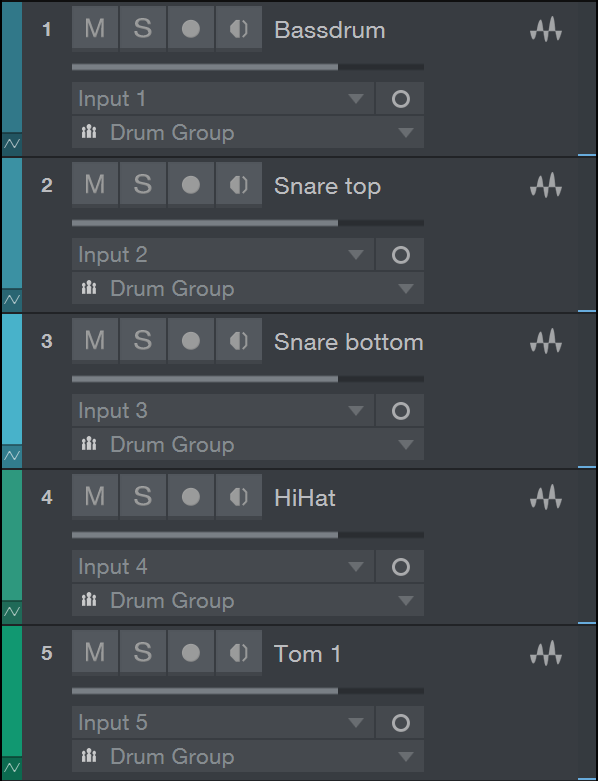 1 M S Bassdrum
Input 1
Drum Group
2 M S Snare top
Input 2
Drum Group
3 M S Snare bottom
Input 3
Drum Group
4 M S HiHat
Input 4
Drum Group
5 M S Tom 1
Input 5
Drum Group